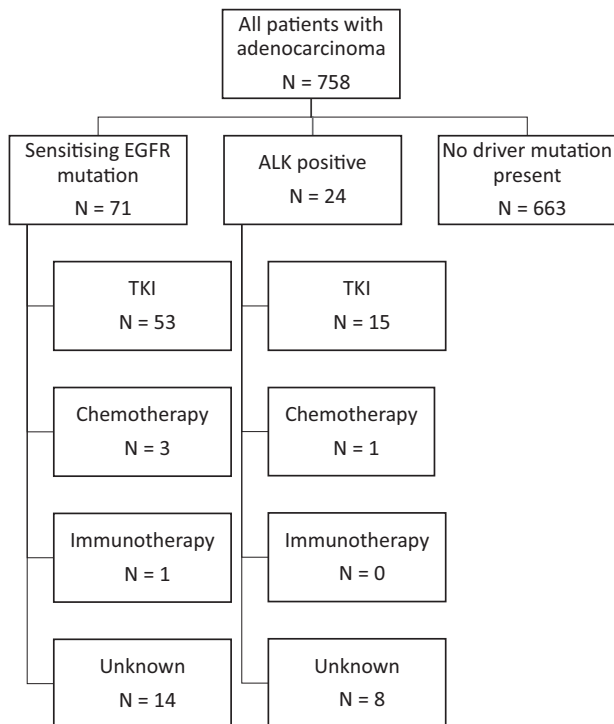 All patients with
adenocarcinoma
N = 758
Sensitising EGFR
mutation
N = 71
ALK positive
N = 24
No driver mutation
present
N = 663
TKI
N = 53
TKI
N = 15
Chemotherapy
N = 3
Chemotherapy
N = 1
Immunotherapy
N = 1
Immunotherapy
N = 0
Unknown
N = 14
Unknown
N = 8